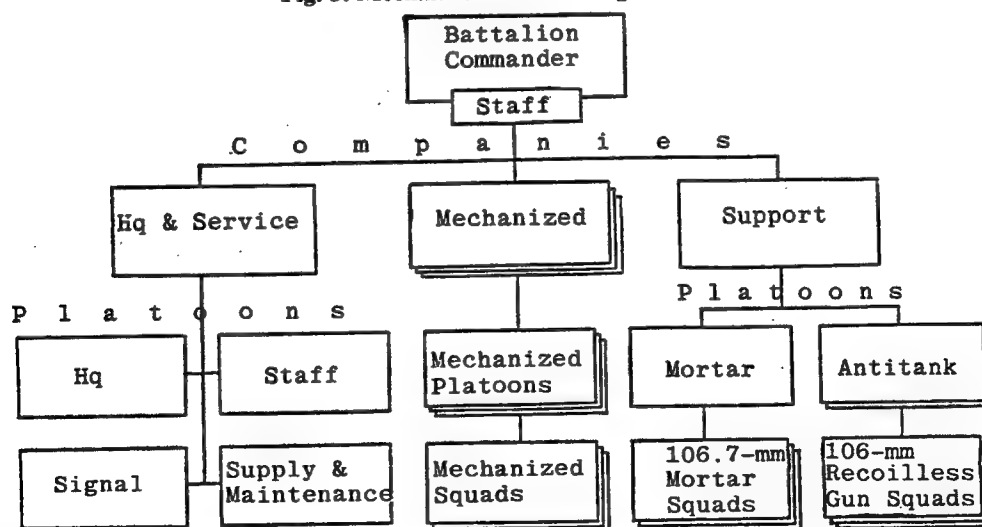 Battalion
Commander
Staff
C o m p a n i e s
Hq & Service
Mechanized
Support
P l a t o o n s
P l a t o o n s
Hq
Staff
Mechanized
Platoons
Mortar
Antitank
Signal
Supply &
Maintenance
Mechanized
Squads
106.7-mm
Mortar
Squads
106-mm
Recoilless
Gun Squads